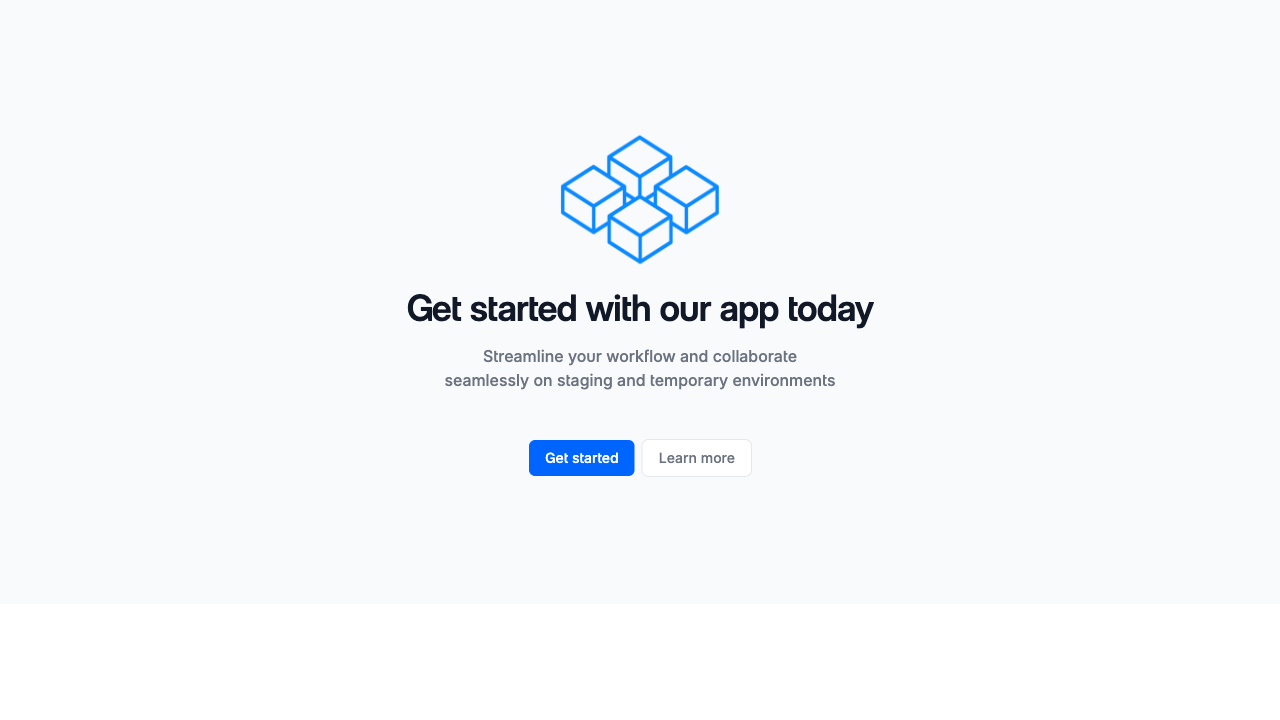 Get started with our app today
Streamline your workflow and collaborate
seamlessly on staging and temporary environments
Get started
Learn more